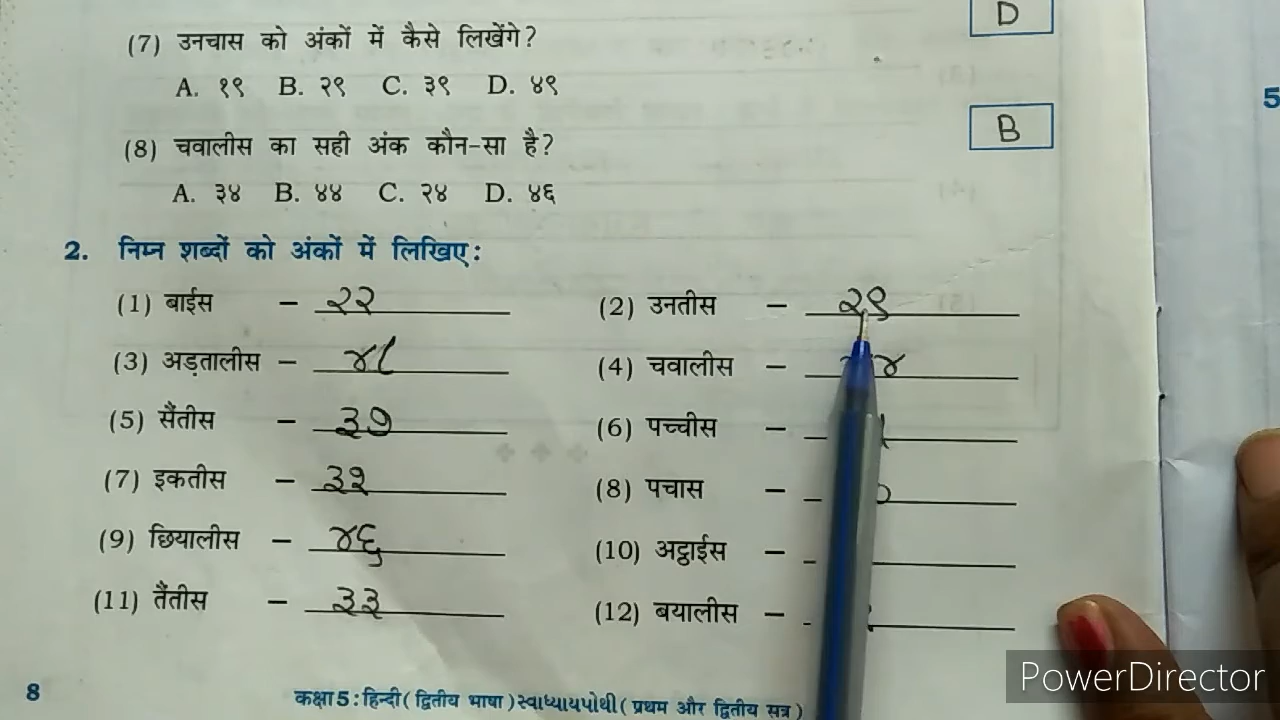 D
(7) उनचास को अंकों में कैसे लिखेंगे?
A. १९ B. २९ C. ३९ D. ४९
5
B
(8) चवालीस का सही अंक कौन-सा है?
A. ३४ B. ४४ C. २४ D. ४६
2. निम्न शब्दों को अंकों में लिखिए:
(1) बाईस - २२ (2) उनतीस - २९
(3) अड़तालीस - ४८ (4) चवालीस - ४
(5) सैंतीस - ३७ (6) पच्चीस -
(7) इकतीस - ३१ (8) पचास -
(9) छियालीस - ४६ (10) अट्ठाईस -
(11) तैंतीस - ३३ (12) बयालीस -
8 कक्षा 5 : हिन्दी ( द्वितीय भाषा ) स्वाध्यायपोथी ( प्रथम और द्वितीय सत्र )
PowerDirector